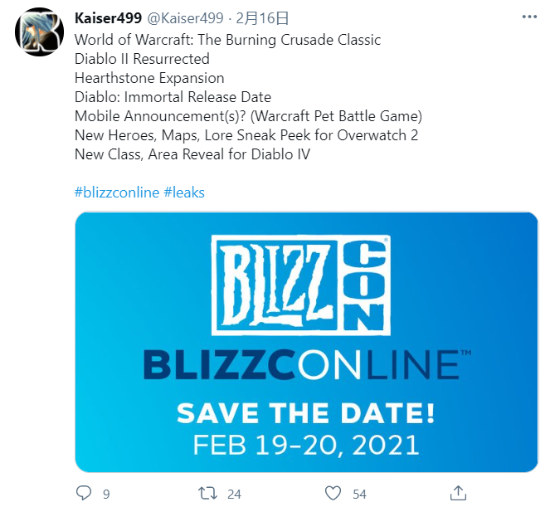 Kaiser499 @Kaiser499 · 2月16日
World of Warcraft: The Burning Crusade Classic
Diablo II Resurrected
Hearthstone Expansion
Diablo: Immortal Release Date
Mobile Announcement(s)? (Warcraft Pet Battle Game)
New Heroes, Maps, Lore Sneak Peek for Overwatch 2
New Class, Area Reveal for Diablo IV
#blizzconline #leaks
BLIZZ CON
BLIZZCONLINE™
SAVE THE DATE!
FEB 19-20, 2021
9 24 54